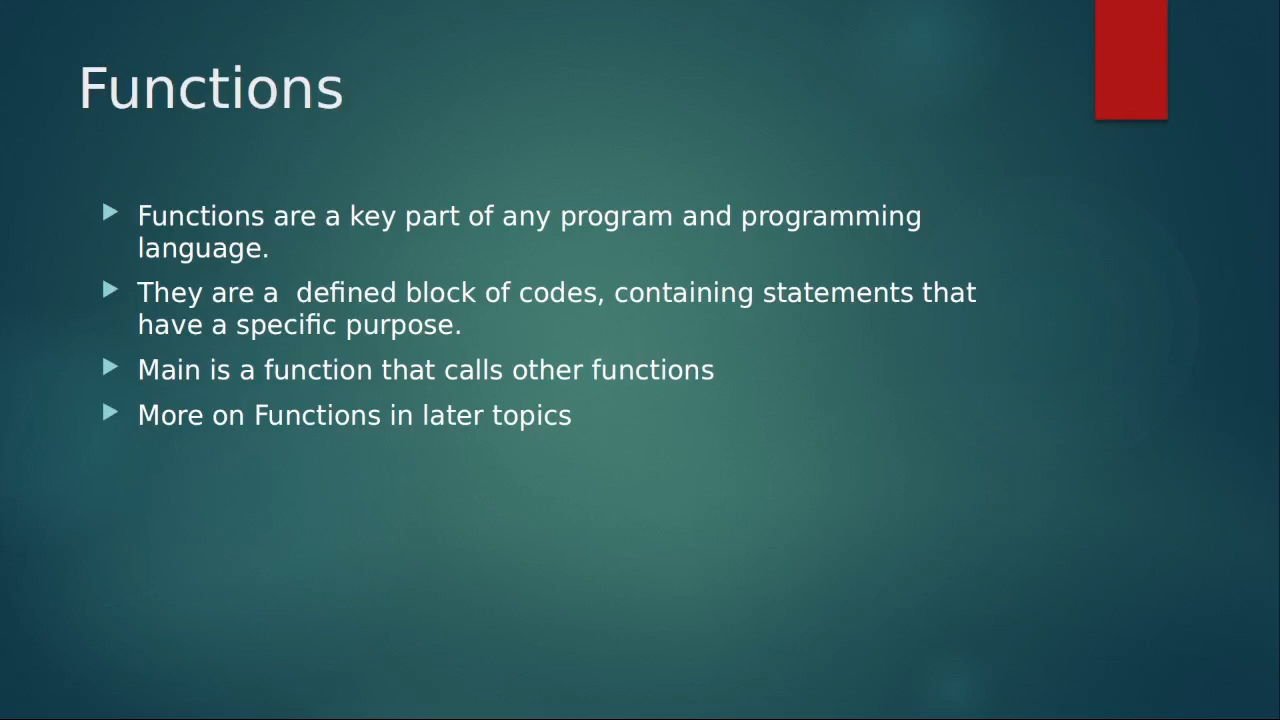 Functions
Functions are a key part of any program and programming
language.
They are a  defined block of codes, containing statements that
have a specific purpose.
Main is a function that calls other functions
More on Functions in later topics